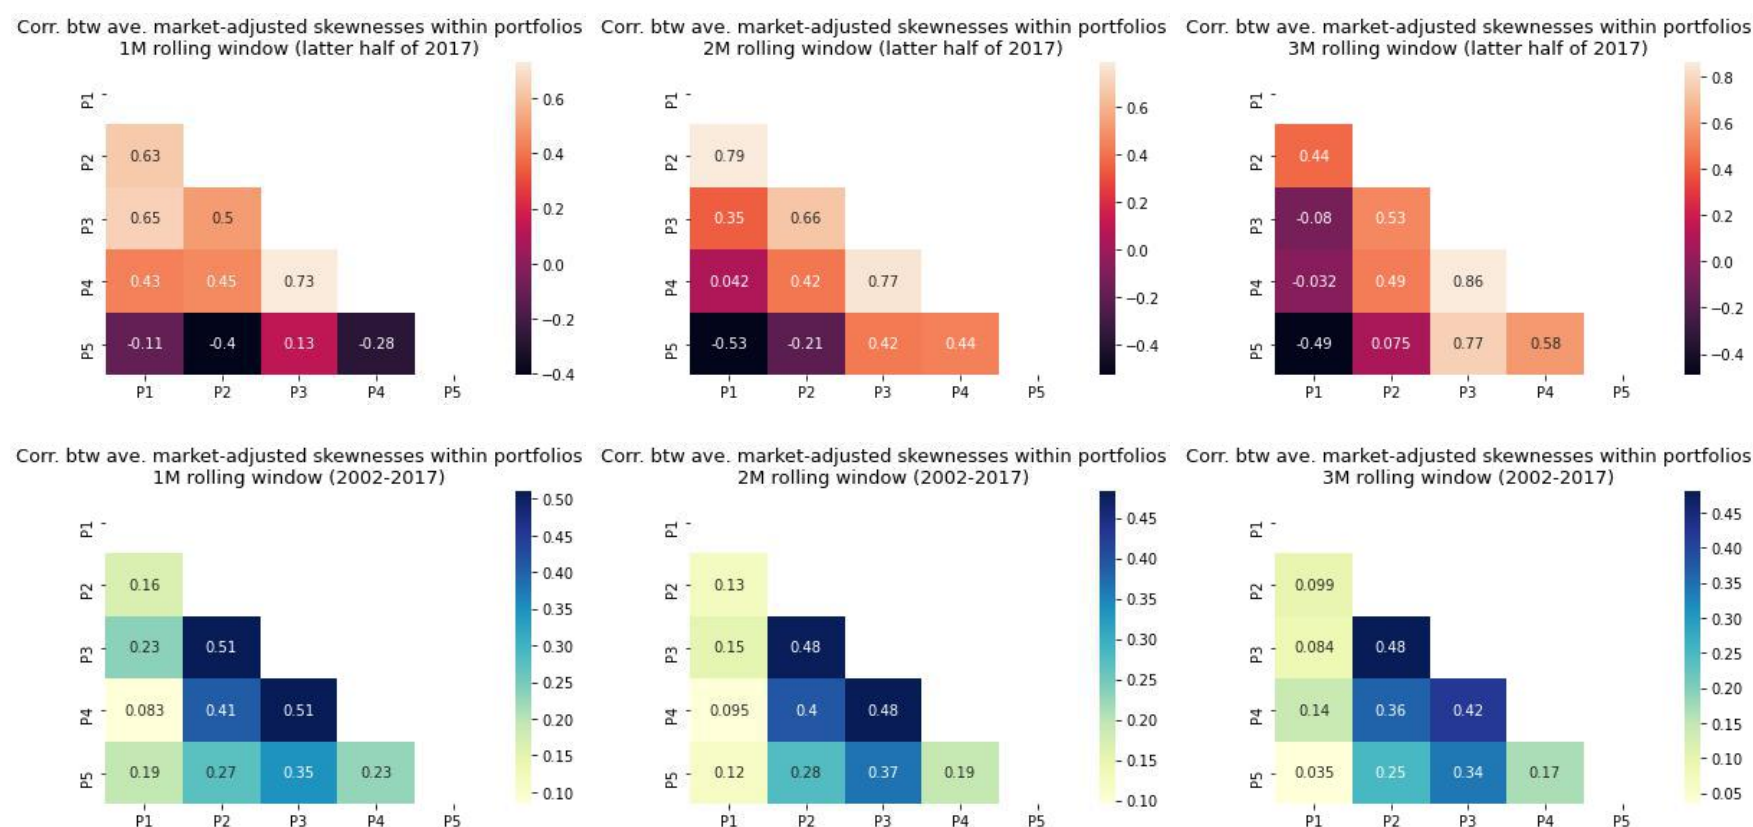 Corr. btw ave. market-adjusted skewnesses within portfolios
1M rolling window (latter half of 2017)
P1
P2
P3
P4
P5
0.63
0.65 0.5
0.43 0.45 0.73
-0.11 -0.4 0.13 -0.28
P1 P2 P3 P4 P5
0.6
0.4
0.2
0.0
−0.2
−0.4
Corr. btw ave. market-adjusted skewnesses within portfolios
2M rolling window (latter half of 2017)
P1
P2
P3
P4
P5
0.79
0.35 0.66
0.042 0.42 0.77
-0.53 -0.21 0.42 0.44
P1 P2 P3 P4 P5
0.6
0.4
0.2
0.0
−0.2
−0.4
Corr. btw ave. market-adjusted skewnesses within portfolios
3M rolling window (latter half of 2017)
P1
P2
P3
P4
P5
0.44
-0.08 0.53
-0.032 0.49 0.86
-0.49 0.075 0.77 0.58
P1 P2 P3 P4 P5
0.8
0.6
0.4
0.2
0.0
−0.2
−0.4
Corr. btw ave. market-adjusted skewnesses within portfolios
1M rolling window (2002-2017)
P1
P2
P3
P4
P5
0.16
0.23 0.51
0.083 0.41 0.51
0.19 0.27 0.35 0.23
P1 P2 P3 P4 P5
0.50
0.45
0.40
0.35
0.30
0.25
0.20
0.15
0.10
Corr. btw ave. market-adjusted skewnesses within portfolios
2M rolling window (2002-2017)
P1
P2
P3
P4
P5
0.13
0.15 0.48
0.095 0.4 0.48
0.12 0.28 0.37 0.19
P1 P2 P3 P4 P5
0.45
0.40
0.35
0.30
0.25
0.20
0.15
0.10
Corr. btw ave. market-adjusted skewnesses within portfolios
3M rolling window (2002-2017)
P1
P2
P3
P4
P5
0.099
0.084 0.48
0.14 0.36 0.42
0.035 0.25 0.34 0.17
P1 P2 P3 P4 P5
0.45
0.40
0.35
0.30
0.25
0.20
0.15
0.10
0.05